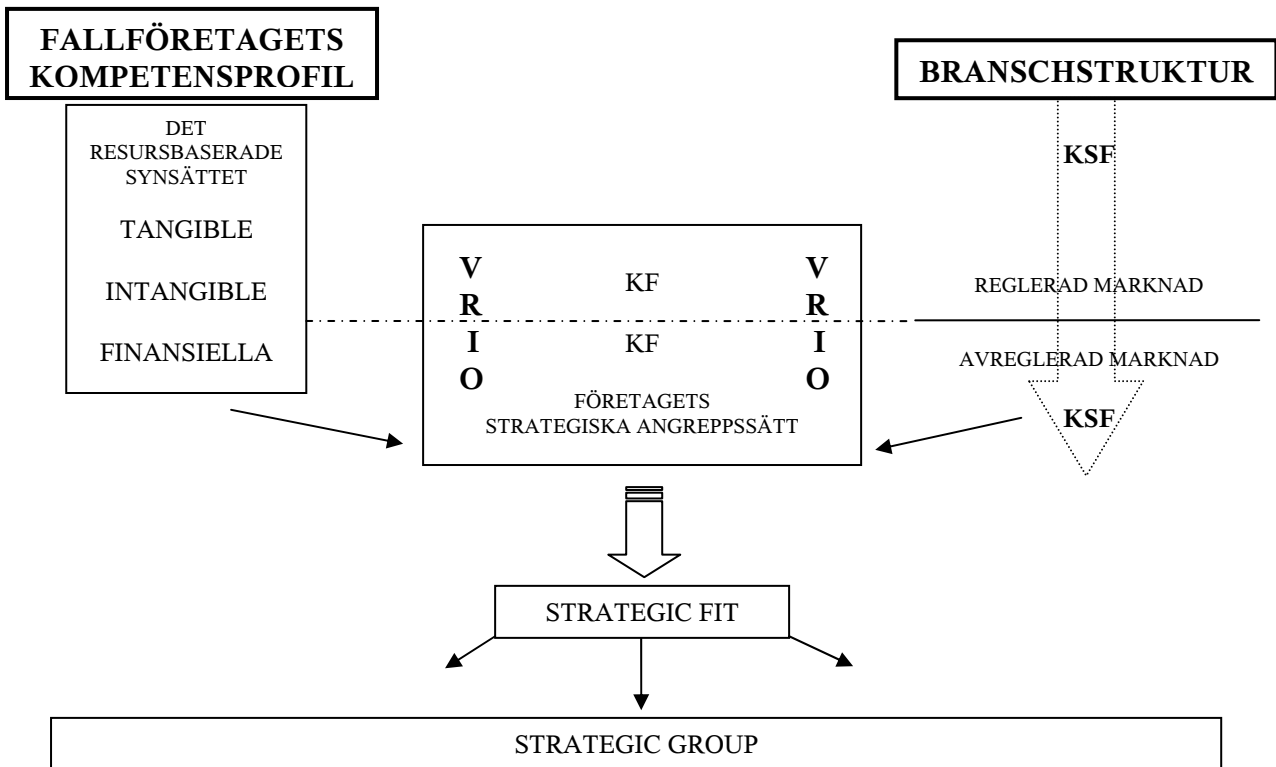 FALLFÖRETAGETS
KOMPETENSPROFIL
DET
RESURSBASERADE
SYNSÄTTET
TANGIBLE
INTANGIBLE
FINANSIELLA
V
R
I
O
KF
KF
V
R
I
O
FÖRETAGETS
STRATEGISKA ANGREPPSSÄTT
BRANSCHSTRUKTUR
KSF
REGLERAD MARKNAD
AVREGLERAD MARKNAD
KSF
STRATEGIC FIT
STRATEGIC GROUP